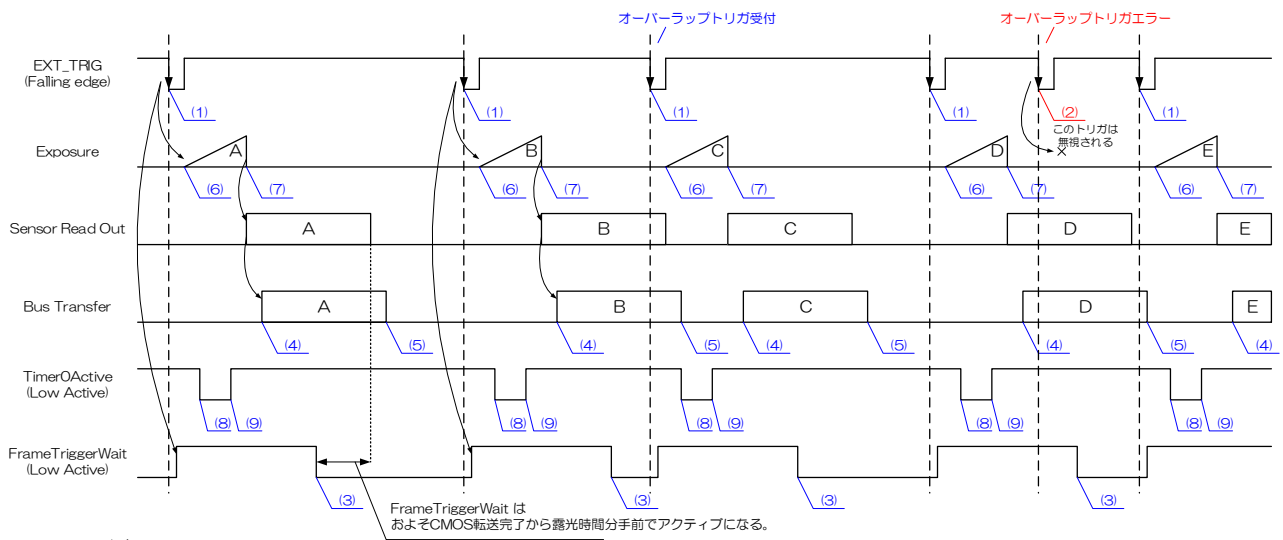 オーバーラップトリガ受付
オーバーラップトリガエラー
EXT_TRIG
(Falling edge)
(1)
(1)
(1)
(1)
(2)
(1)
このトリガは
無視される
Exposure
A
B
C
D
E
(6)
(7)
(6)
(7)
(6)
(7)
(6)
(7)
(6)
(7)
Sensor Read Out
A
B
C
D
E
Bus Transfer
A
B
C
D
E
(4)
(5)
(4)
(5)
(4)
(5)
(4)
(5)
(4)
Timer0Active
(Low Active)
(8)
(9)
(8)
(9)
(8)
(9)
(8)
(9)
(8)
(9)
FrameTriggerWait
(Low Active)
(3)
(3)
(3)
(3)
FrameTriggerWait は
およそCMOS転送完了から露光時間分手前でアクティブになる。